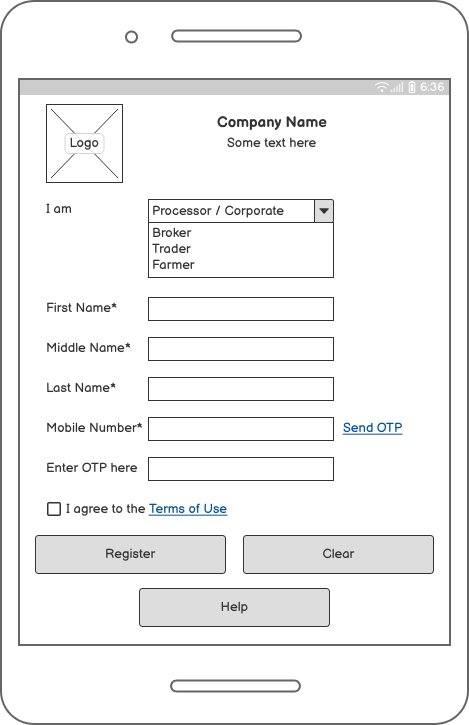 6:36
Logo
Company Name
Some text here
I am
Processor / Corporate
Broker
Trader
Farmer
First Name*
Middle Name*
Last Name*
Mobile Number*
Send OTP
Enter OTP here
I agree to the Terms of Use
Register
Clear
Help